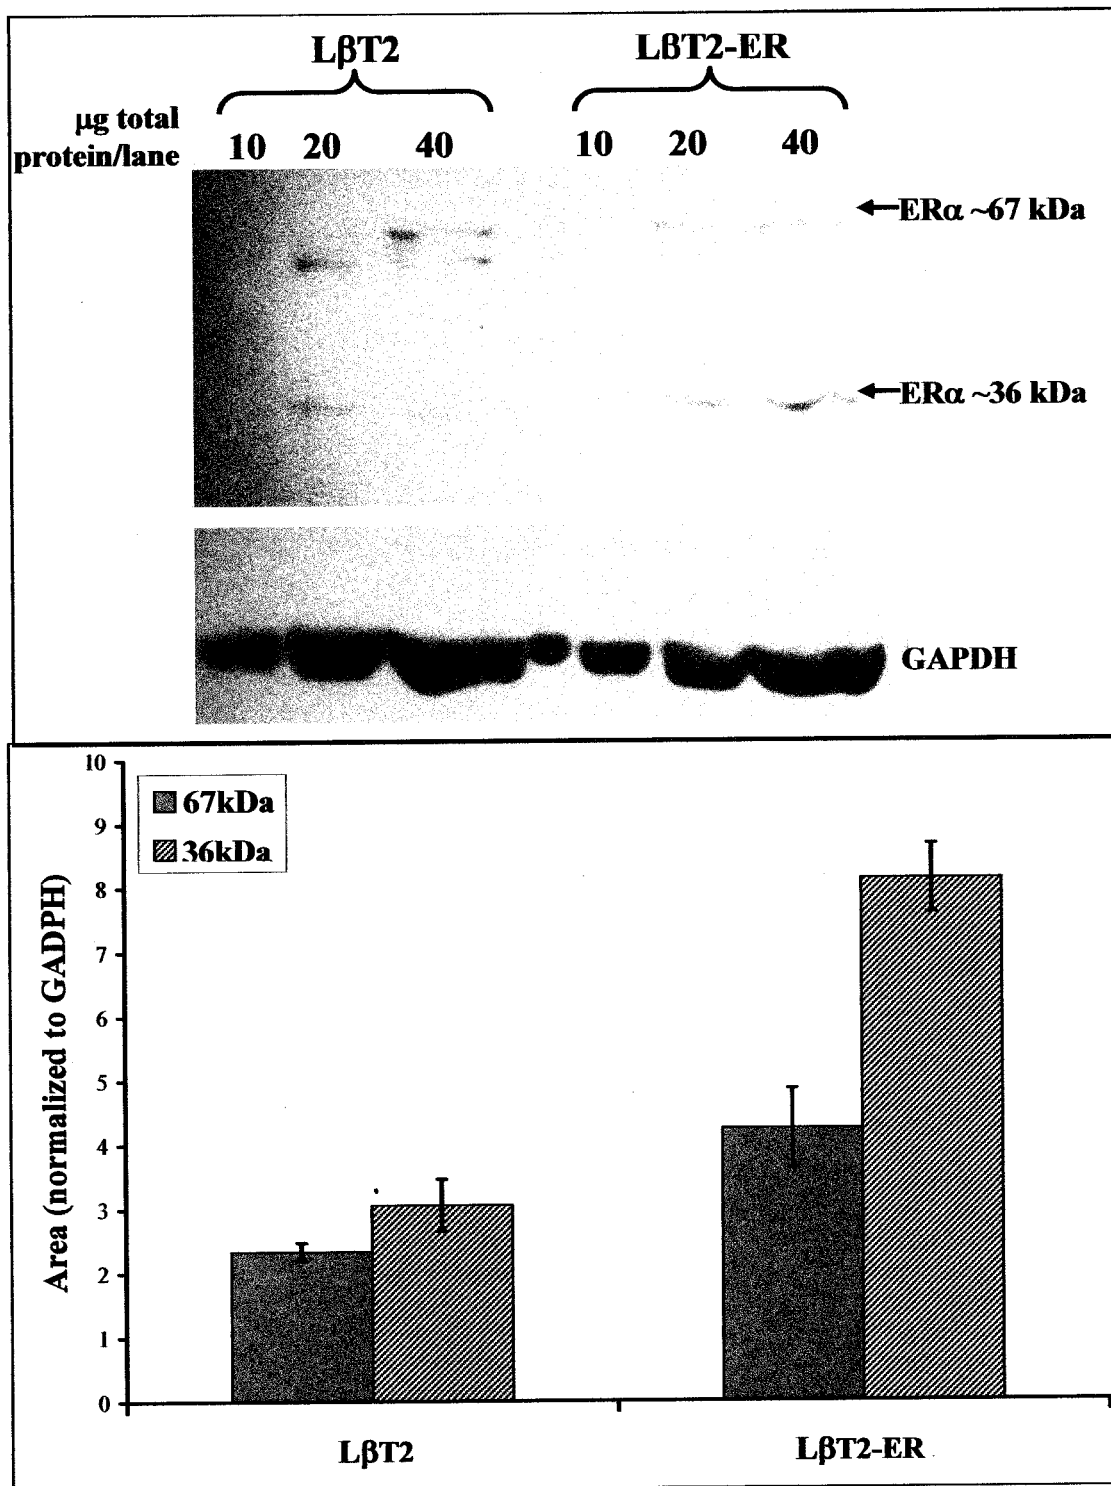 LβT2 LβT2-ER
μg total
protein/lane 10 20 40 10 20 40
ERα ~67 kDa
ERα ~36 kDa
GAPDH
10
67kDa
9
36kDa
8
7
6
5
4
3
2
1
0
Area (normalized to GADPH)
LβT2 LβT2-ER